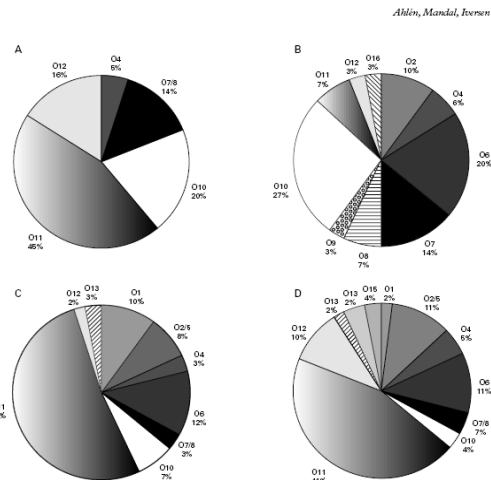 Ahlén, Mandal, Iversen
A
O12
16%
O4
5%
O7/8
14%
O10
20%
O11
45%
B
O11
7%
O12
3%
O16
3%
O2
10%
O4
6%
O6
20%
O7
14%
O8
7%
O9
3%
O10
27%
C
O12
2%
O13
3%
O1
10%
O2/5
8%
O4
3%
O6
12%
O7/8
3%
O10
7%
D
O12
10%
O13
2%
O13
2%
O15
4%
O1
2%
O2/5
11%
O4
5%
O6
11%
O7/8
7%
O10
4%
O11